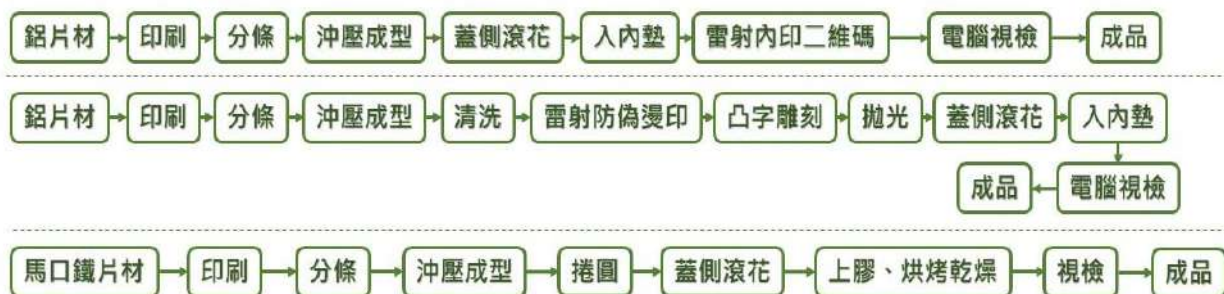 鋁片材 印刷 分條 沖壓成型 蓋側滾花 入內墊 雷射內印二維碼 電腦視檢 成品
鋁片材 印刷 分條 沖壓成型 清洗 雷射防偽燙印 凸字雕刻 拋光 蓋側滾花 入內墊
成品 電腦視檢
馬口鐵片材 印刷 分條 沖壓成型 捲圓 蓋側滾花 上膠、烘烤乾燥 視檢 成品